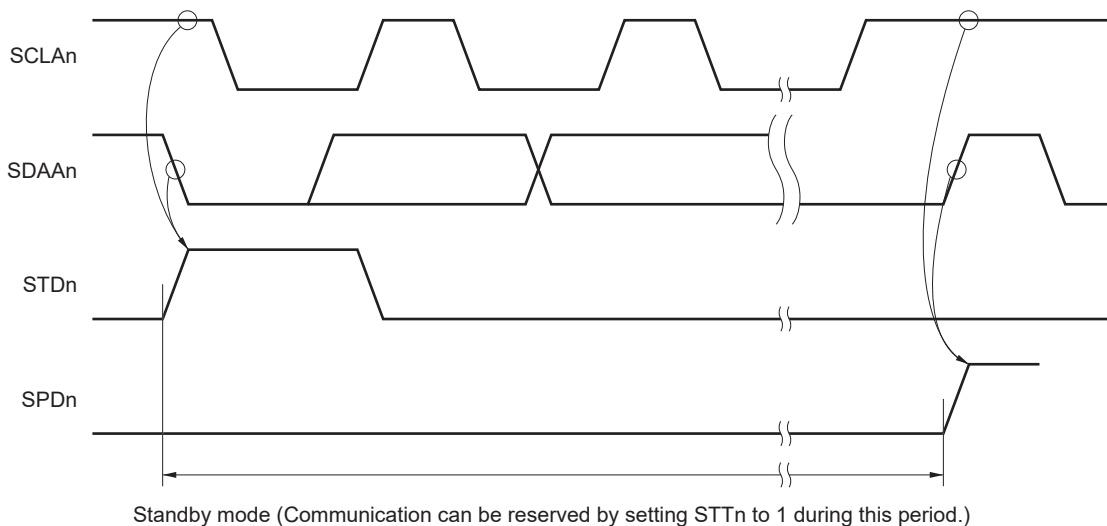 SCLAn
SDAAn
STDn
SPDn
Standby mode (Communication can be reserved by setting STTn to 1 during this period.)